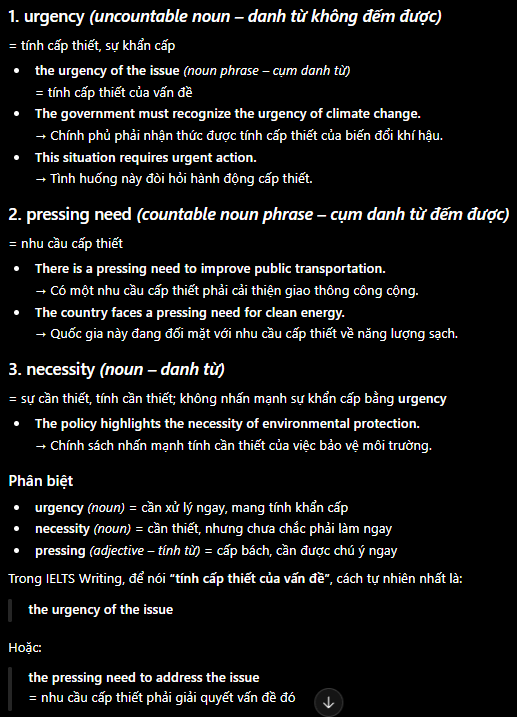 1. urgency (uncountable noun – danh từ không đếm được)
= tính cấp thiết, sự khẩn cấp
• the urgency of the issue (noun phrase – cụm danh từ)
= tính cấp thiết của vấn đề
• The government must recognize the urgency of climate change.
→ Chính phủ phải nhận thức được tính cấp thiết của biến đổi khí hậu.
• This situation requires urgent action.
→ Tình huống này đòi hỏi hành động cấp thiết.
2. pressing need (countable noun phrase – cụm danh từ đếm được)
= nhu cầu cấp thiết
• There is a pressing need to improve public transportation.
→ Có một nhu cầu cấp thiết phải cải thiện giao thông công cộng.
• The country faces a pressing need for clean energy.
→ Quốc gia này đang đối mặt với nhu cầu cấp thiết về năng lượng sạch.
3. necessity (noun – danh từ)
= sự cần thiết, tính cần thiết; không nhấn mạnh sự khẩn cấp bằng urgency
• The policy highlights the necessity of environmental protection.
→ Chính sách nhấn mạnh tính cần thiết của việc bảo vệ môi trường.
Phân biệt
• urgency (noun) = cần xử lý ngay, mang tính khẩn cấp
• necessity (noun) = cần thiết, nhưng chưa chắc phải làm ngay
• pressing (adjective – tính từ) = cấp bách, cần được chú ý ngay
Trong IELTS Writing, để nói “tính cấp thiết của vấn đề”, cách tự nhiên nhất là:
the urgency of the issue
Hoặc:
the pressing need to address the issue
= nhu cầu cấp thiết phải giải quyết vấn đề đó